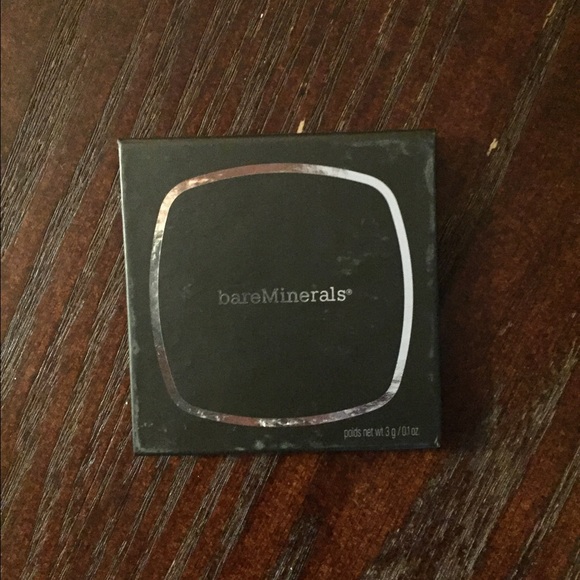 bareMinerals®
poids net wt 3 g / 0.1 oz.